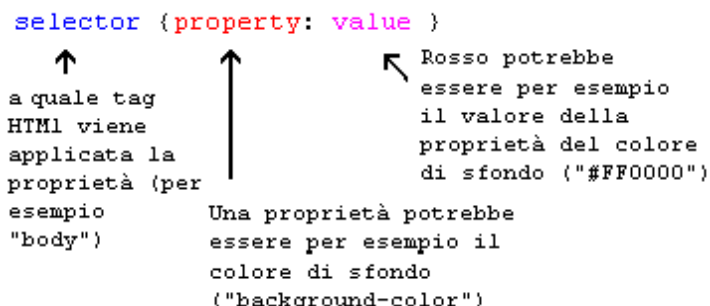 selector {property: value }
a quale tag
HTMl viene
applicata la
proprietà (per
esempio
"body")
Una proprietà potrebbe
essere per esempio il
colore di sfondo
("background-color")
Rosso potrebbe
essere per esempio
il valore della
proprietà del colore
di sfondo ("#FF0000")